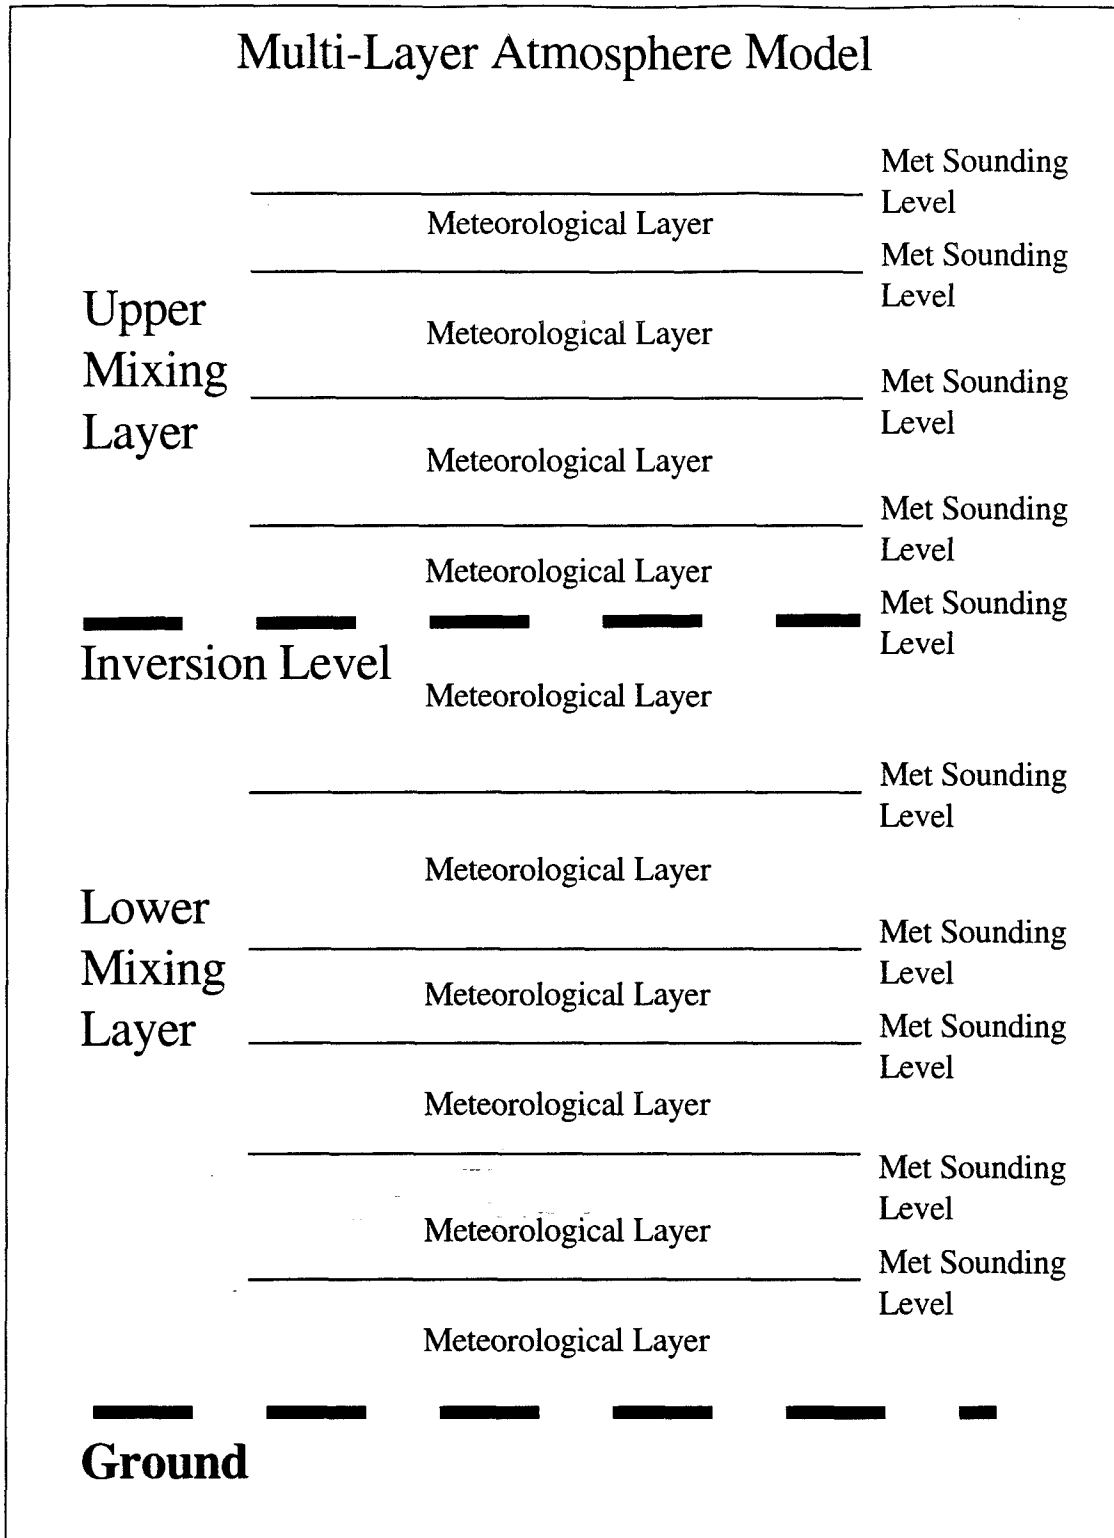 Multi-Layer Atmosphere Model
Met Sounding
Level
Meteorological Layer
Met Sounding
Level
Upper
Mixing
Layer
Meteorological Layer
Met Sounding
Level
Meteorological Layer
Met Sounding
Level
Meteorological Layer
Met Sounding
Level
Inversion Level
Meteorological Layer
Met Sounding
Level
Meteorological Layer
Lower
Mixing
Layer
Met Sounding
Level
Meteorological Layer
Met Sounding
Level
Meteorological Layer
Met Sounding
Level
Meteorological Layer
Met Sounding
Level
Meteorological Layer
Ground